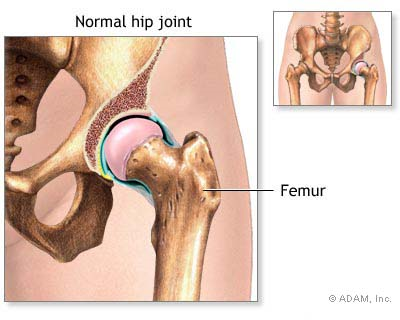 Normal hip joint
Femur
© ADAM, Inc.